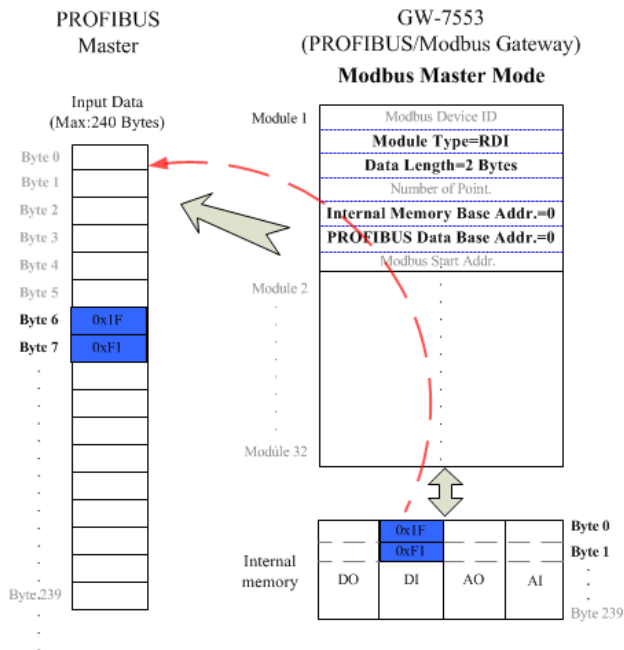 PROFIBUS
Master
Input Data
(Max:240 Bytes)
Byte 0
Byte 1
Byte 2
Byte 3
Byte 4
Byte 5
Byte 6
0x1F
Byte 7
0xF1
Byte 239
GW-7553
(PROFIBUS/Modbus Gateway)
Modbus Master Mode
Module 1
Modbus Device ID
Module Type=RDI
Data Length=2 Bytes
Number of Point.
Internal Memory Base Addr.=0
PROFIBUS Data Base Addr.=0
Modbus Start Addr.
Module 2
Module 32
Internal
memory
0x1F
Byte 0
0xF1
Byte 1
DO
DI
AO
AI
Byte 239